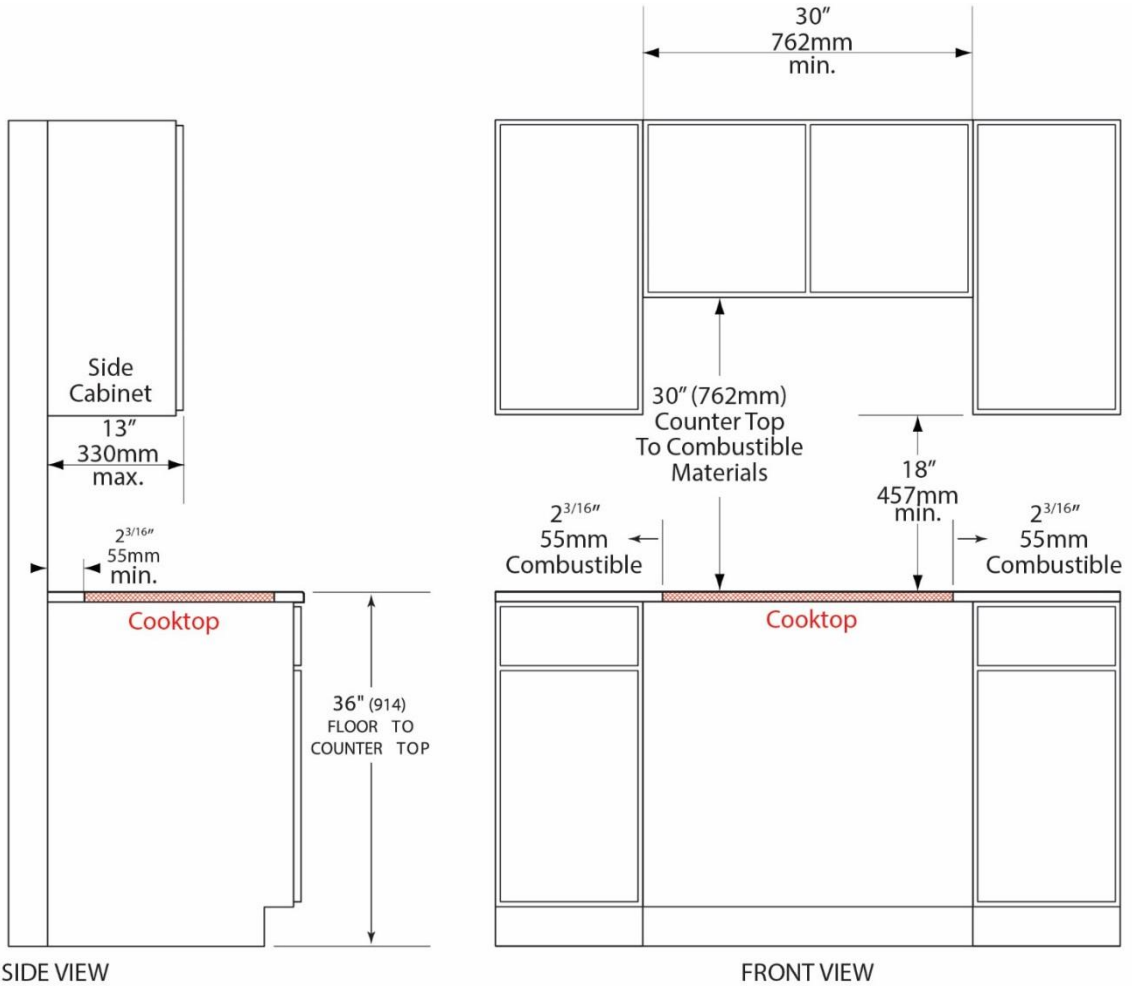 30"
762mm
min.
Side
Cabinet
13"
330mm
max.
2 3/16"
55mm
min.
Cooktop
36" (914)
FLOOR TO
COUNTER TOP
SIDE VIEW
30" (762mm)
Counter Top
To Combustible
Materials
18"
457mm
min.
2 3/16"
55mm
Combustible
2 3/16"
55mm
Combustible
Cooktop
FRONT VIEW